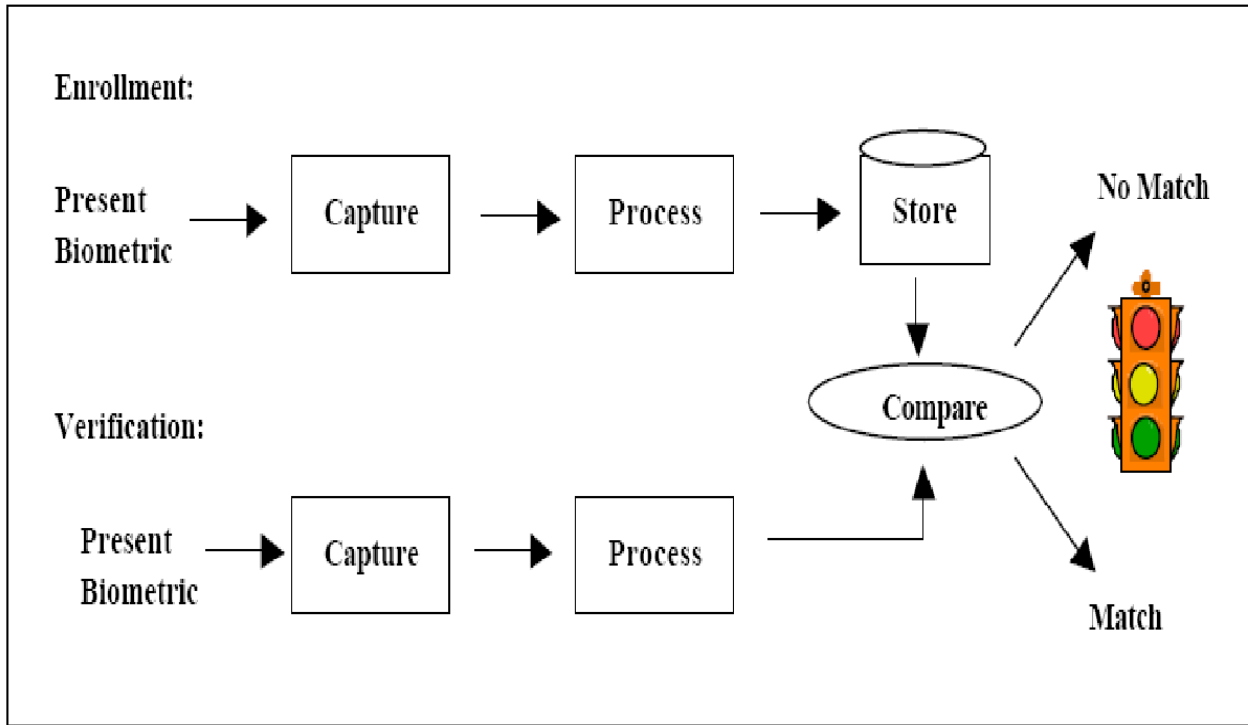 Enrollment:
Present
Biometric
Capture
Process
Store
No Match
Compare
Verification:
Present
Biometric
Capture
Process
Match